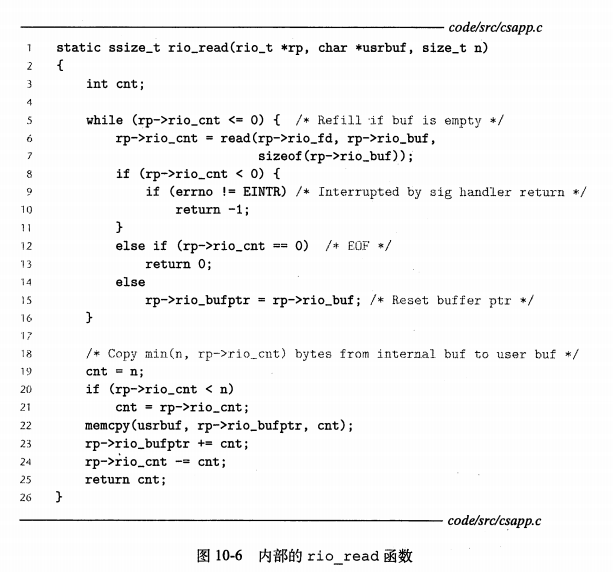 code/src/csapp.c
1 static ssize_t rio_read(rio_t *rp, char *usrbuf, size_t n)
2 {
3     int cnt;
4
5     while (rp->rio_cnt <= 0) {  /* Refill if buf is empty */
6         rp->rio_cnt = read(rp->rio_fd, rp->rio_buf,
7                            sizeof(rp->rio_buf));
8         if (rp->rio_cnt < 0) {
9             if (errno != EINTR) /* Interrupted by sig handler return */
10                 return -1;
11         }
12         else if (rp->rio_cnt == 0)  /* EOF */
13             return 0;
14         else
15             rp->rio_bufptr = rp->rio_buf; /* Reset buffer ptr */
16     }
17
18     /* Copy min(n, rp->rio_cnt) bytes from internal buf to user buf */
19     cnt = n;
20     if (rp->rio_cnt < n)
21         cnt = rp->rio_cnt;
22     memcpy(usrbuf, rp->rio_bufptr, cnt);
23     rp->rio_bufptr += cnt;
24     rp->rio_cnt -= cnt;
25     return cnt;
26 }
code/src/csapp.c
图 10-6 内部的 rio_read 函数